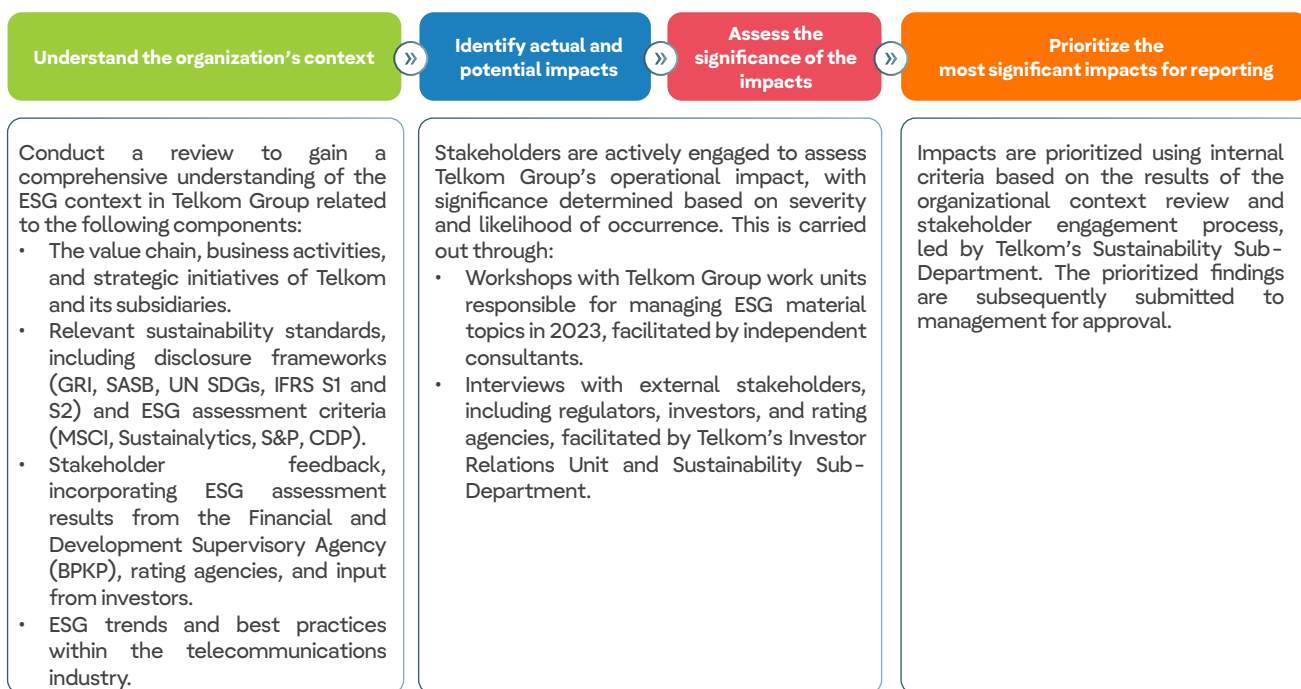 Understand the organization's context
»
Identify actual and
potential impacts
»
Assess the
significance of the
impacts
»
Prioritize the
most significant impacts for reporting
Conduct a review to gain a
comprehensive understanding of the
ESG context in Telkom Group related
to the following components:
• The value chain, business activities,
and strategic initiatives of Telkom
and its subsidiaries.
• Relevant sustainability standards,
including disclosure frameworks
(GRI, SASB, UN SDGs, IFRS S1 and
S2) and ESG assessment criteria
(MSCI, Sustainalytics, S&P, CDP).
• Stakeholder feedback,
incorporating ESG assessment
results from the Financial and
Development Supervisory Agency
(BPKP), rating agencies, and input
from investors.
• ESG trends and best practices
within the telecommunications
industry.
Stakeholders are actively engaged to assess
Telkom Group's operational impact, with
significance determined based on severity
and likelihood of occurrence. This is carried
out through:
• Workshops with Telkom Group work units
responsible for managing ESG material
topics in 2023, facilitated by independent
consultants.
• Interviews with external stakeholders,
including regulators, investors, and rating
agencies, facilitated by Telkom's Investor
Relations Unit and Sustainability Sub-
Department.
Impacts are prioritized using internal
criteria based on the results of the
organizational context review and
stakeholder engagement process,
led by Telkom's Sustainability Sub-
Department. The prioritized findings
are subsequently submitted to
management for approval.